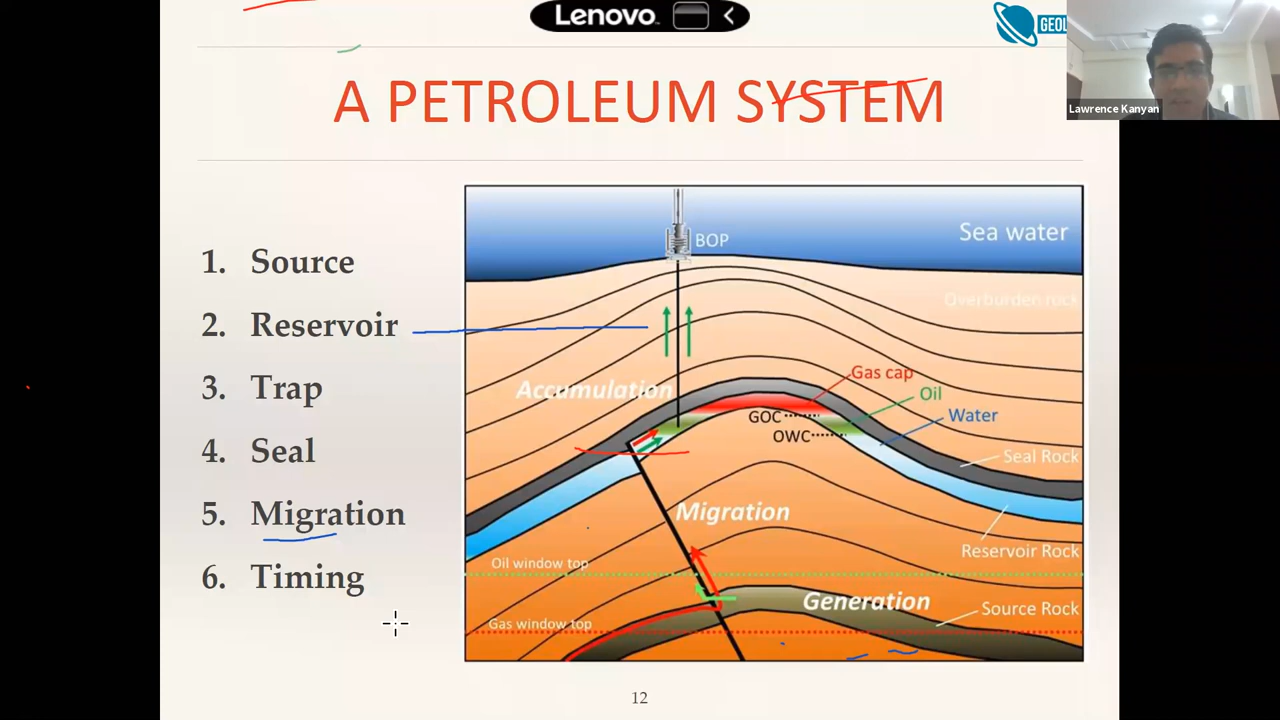 Lenovo
GEOL
Lawrence Kanyan
A PETROLEUM SYSTEM
1. Source
2. Reservoir
3. Trap
4. Seal
5. Migration
6. Timing
BOP
Sea water
Overburden rock
Accumulation
Gas cap
Oil
GOC
Water
OWC
Seal Rock
Migration
Reservoir Rock
Oil window top
Generation
Source Rock
Gas window top
12